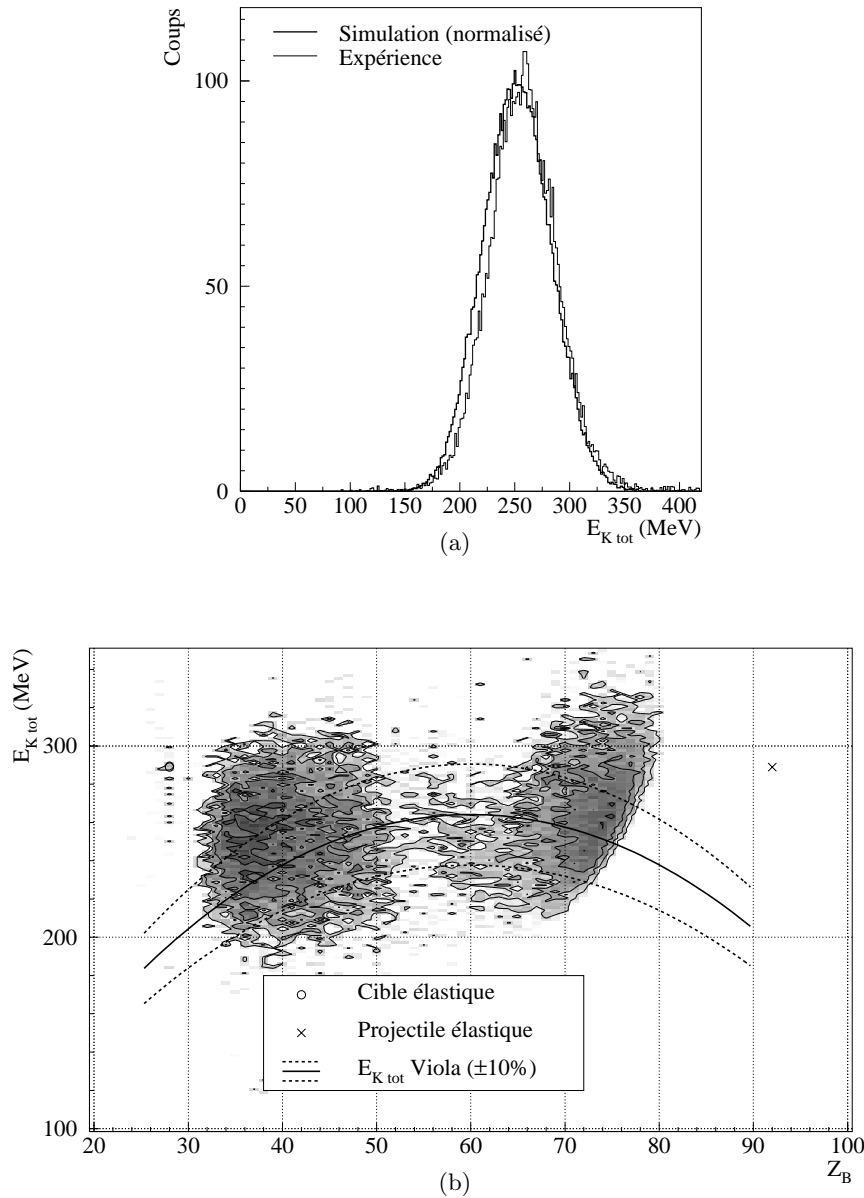 Coups
Simulation (normalisé)
Expérience
100
50
0
0 50 100 150 200 250 300 350 400
E_K tot (MeV)
(a)
E_K tot (MeV)
300
200
100
Cible élastique
Projectile élastique
E_K tot Viola (±10%)
20 30 40 50 60 70 80 90 100
Z_B
(b)